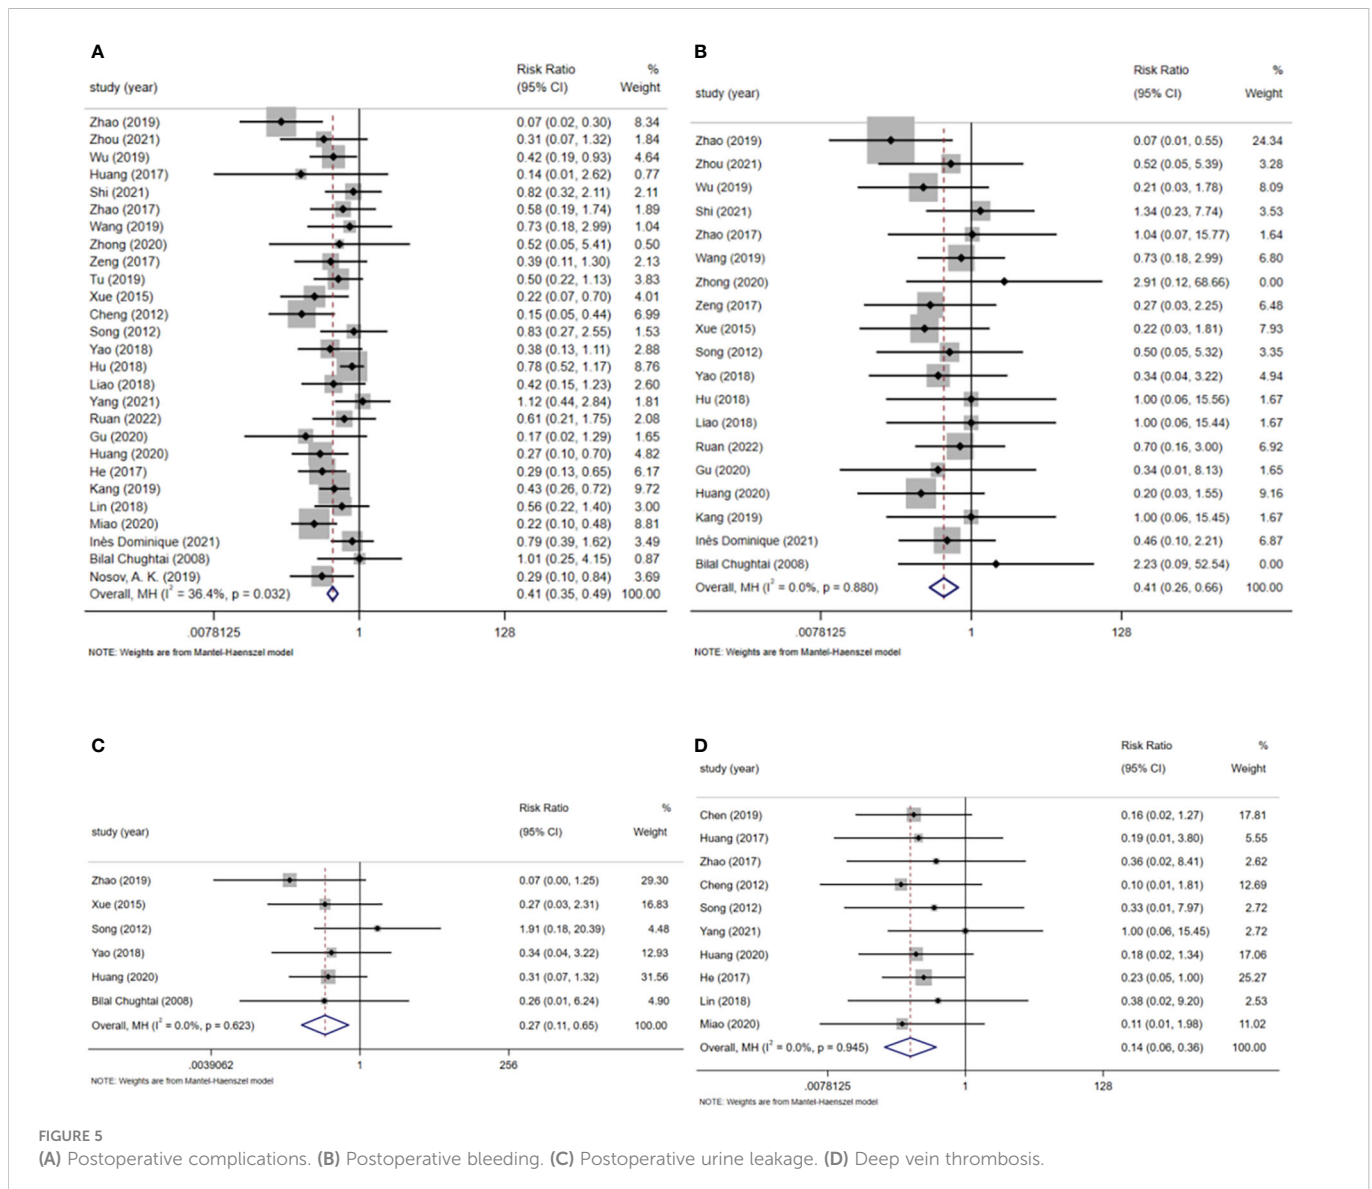 A
Risk Ratio %
study (year) (95% CI) Weight
Zhao (2019) 0.07 (0.02, 0.30) 8.34
Zhou (2021) 0.31 (0.07, 1.32) 1.84
Wu (2019) 0.42 (0.19, 0.93) 4.64
Huang (2017) 0.14 (0.01, 2.62) 0.77
Shi (2021) 0.82 (0.32, 2.11) 2.11
Zhao (2017) 0.58 (0.19, 1.74) 1.89
Wang (2019) 0.73 (0.18, 2.99) 1.04
Zhong (2020) 0.52 (0.05, 5.41) 0.50
Zeng (2017) 0.39 (0.11, 1.30) 2.13
Tu (2019) 0.50 (0.22, 1.13) 3.83
Xue (2015) 0.22 (0.07, 0.70) 4.01
Cheng (2012) 0.15 (0.05, 0.44) 6.99
Song (2012) 0.83 (0.27, 2.55) 1.53
Yao (2018) 0.38 (0.13, 1.11) 2.88
Hu (2018) 0.78 (0.52, 1.17) 8.76
Liao (2018) 0.42 (0.15, 1.23) 2.60
Yang (2021) 1.12 (0.44, 2.84) 1.81
Ruan (2022) 0.61 (0.21, 1.75) 2.08
Gu (2020) 0.17 (0.02, 1.29) 1.65
Huang (2020) 0.27 (0.10, 0.70) 4.82
He (2017) 0.29 (0.13, 0.65) 6.17
Kang (2019) 0.43 (0.26, 0.72) 9.72
Lin (2018) 0.56 (0.22, 1.40) 3.00
Miao (2020) 0.22 (0.10, 0.48) 8.81
Inès Dominique (2021) 0.79 (0.39, 1.62) 3.49
Bilal Chughtai (2008) 1.01 (0.25, 4.15) 0.87
Nosov, A. K. (2019) 0.29 (0.10, 0.84) 3.69
Overall, MH (I² = 36.4%, p = 0.032) 0.41 (0.35, 0.49) 100.00
.0078125 1 128
NOTE: Weights are from Mantel-Haenszel model
B
Risk Ratio %
study (year) (95% CI) Weight
Zhao (2019) 0.07 (0.01, 0.55) 24.34
Zhou (2021) 0.52 (0.05, 5.39) 3.28
Wu (2019) 0.21 (0.03, 1.78) 8.09
Shi (2021) 1.34 (0.23, 7.74) 3.53
Zhao (2017) 1.04 (0.07, 15.77) 1.64
Wang (2019) 0.73 (0.18, 2.99) 6.80
Zhong (2020) 2.91 (0.12, 68.66) 0.00
Zeng (2017) 0.27 (0.03, 2.25) 6.48
Xue (2015) 0.22 (0.03, 1.81) 7.93
Song (2012) 0.50 (0.05, 5.32) 3.35
Yao (2018) 0.34 (0.04, 3.22) 4.94
Hu (2018) 1.00 (0.06, 15.56) 1.67
Liao (2018) 1.00 (0.06, 15.44) 1.67
Ruan (2022) 0.70 (0.16, 3.00) 6.92
Gu (2020) 0.34 (0.01, 8.13) 1.65
Huang (2020) 0.20 (0.03, 1.55) 9.16
Kang (2019) 1.00 (0.06, 15.45) 1.67
Inès Dominique (2021) 0.46 (0.10, 2.21) 6.87
Bilal Chughtai (2008) 2.23 (0.09, 52.54) 0.00
Overall, MH (I² = 0.0%, p = 0.880) 0.41 (0.26, 0.66) 100.00
.0078125 1 128
NOTE: Weights are from Mantel-Haenszel model
C
Risk Ratio %
study (year) (95% CI) Weight
Zhao (2019) 0.07 (0.00, 1.25) 29.30
Xue (2015) 0.27 (0.03, 2.31) 16.83
Song (2012) 1.91 (0.18, 20.39) 4.48
Yao (2018) 0.34 (0.04, 3.22) 12.93
Huang (2020) 0.31 (0.07, 1.32) 31.56
Bilal Chughtai (2008) 0.26 (0.01, 6.24) 4.90
Overall, MH (I² = 0.0%, p = 0.623) 0.27 (0.11, 0.65) 100.00
.0039062 1 256
NOTE: Weights are from Mantel-Haenszel model
D
Risk Ratio %
study (year) (95% CI) Weight
Chen (2019) 0.16 (0.02, 1.27) 17.81
Huang (2017) 0.19 (0.01, 3.80) 5.55
Zhao (2017) 0.36 (0.02, 8.41) 2.62
Cheng (2012) 0.10 (0.01, 1.81) 12.69
Song (2012) 0.33 (0.01, 7.97) 2.72
Yang (2021) 1.00 (0.06, 15.45) 2.72
Huang (2020) 0.18 (0.02, 1.34) 17.06
He (2017) 0.23 (0.05, 1.00) 25.27
Lin (2018) 0.38 (0.02, 9.20) 2.53
Miao (2020) 0.11 (0.01, 1.98) 11.02
Overall, MH (I² = 0.0%, p = 0.945) 0.14 (0.06, 0.36) 100.00
.0078125 1 128
NOTE: Weights are from Mantel-Haenszel model
FIGURE 5
(A) Postoperative complications. (B) Postoperative bleeding. (C) Postoperative urine leakage. (D) Deep vein thrombosis.